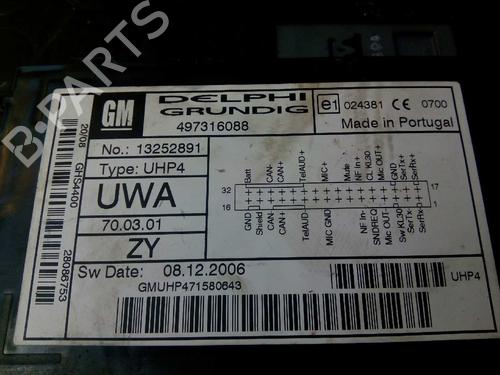 GM
DELPHI
GRUNDIG
497316088
e1 024381 CE 0700
Made in Portugal
20/08 GHS4400
28086753
No.: 13252891
Type: UHP4
UWA
70.03.01
ZY
Sw Date: 08.12.2006
GMUHP471580643
UHP4
Batt
CAN-
CAN+
TelAUD+
MIC+
Mute
NF In+
CL KL30
Mic Out+
GND
SerTx+
SerRx+
32
17
16
1
GND
Shield
CAN-
CAN+
TelAUD-
MIC GND
NF In-
SNDREQ
Mic Out-
Sw KL30
SerTx-
SerRx-
B-PARTS